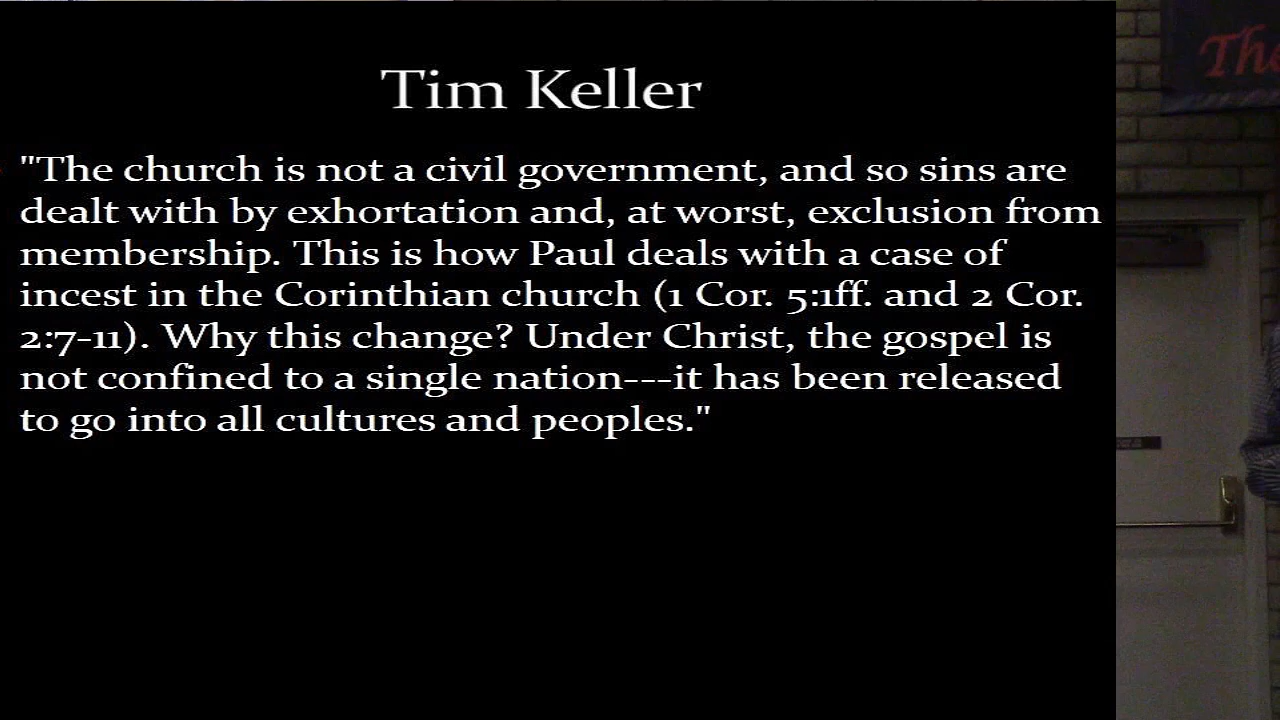 Tim Keller
"The church is not a civil government, and so sins are
dealt with by exhortation and, at worst, exclusion from
membership. This is how Paul deals with a case of
incest in the Corinthian church (1 Cor. 5:1ff. and 2 Cor.
2:7-11). Why this change? Under Christ, the gospel is
not confined to a single nation---it has been released
to go into all cultures and peoples."
The